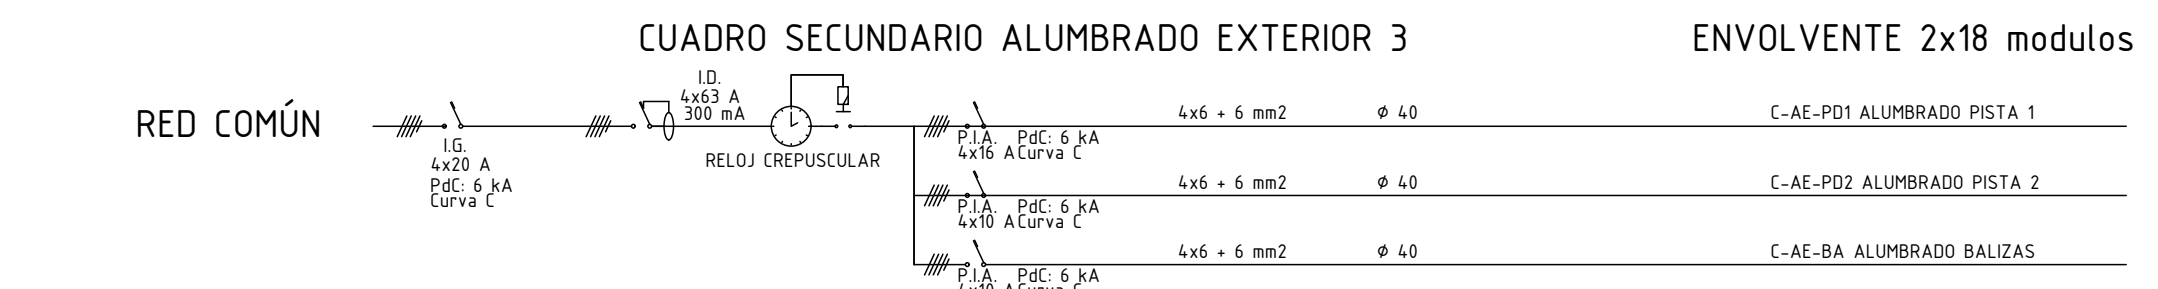 CUADRO SECUNDARIO ALUMBRADO EXTERIOR 3
ENVOLVENTE 2x18 modulos
RED COMÚN
I.G.
4x20 A
PdC: 6 kA
Curva C
I.D.
4x63 A
300 mA
RELOJ CREPUSCULAR
P.I.A. PdC: 6 kA
4x16 A Curva C
4x6 + 6 mm2
Φ 40
C-AE-PD1 ALUMBRADO PISTA 1
P.I.A. PdC: 6 kA
4x10 A Curva C
4x6 + 6 mm2
Φ 40
C-AE-PD2 ALUMBRADO PISTA 2
P.I.A. PdC: 6 kA
4x10 A Curva C
4x6 + 6 mm2
Φ 40
C-AE-BA ALUMBRADO BALIZAS